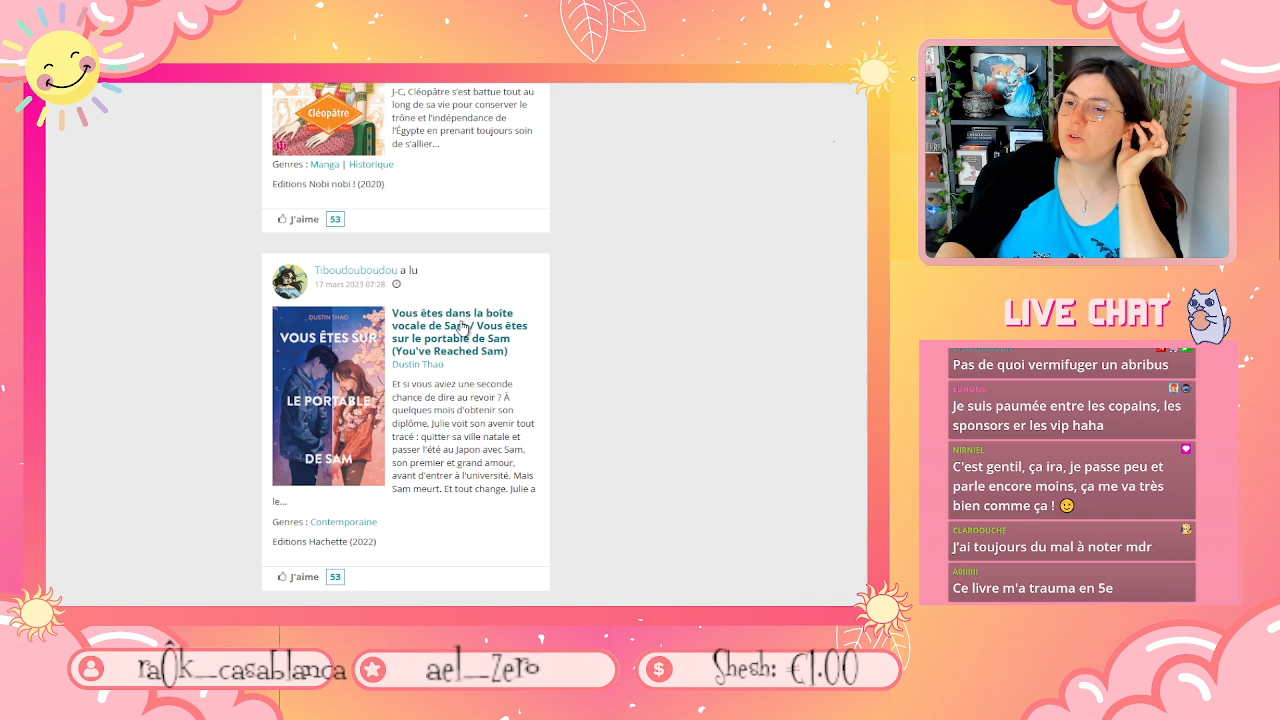 Cléopâtre
J-C, Cléopâtre s'est battue tout au
long de sa vie pour conserver le
trône et l'indépendance de
l'Égypte en prenant toujours soin
de s'allier...
Genres : Manga | Historique
Editions Nobi nobi ! (2020)
J'aime 53
Tiboudouboudou a lu
17 mars 2023 07:28
DUSTIN THAO
VOUS ÊTES SUR
LE PORTABLE
DE SAM
Vous êtes dans la boîte
vocale de Sam / Vous êtes
sur le portable de Sam
(You've Reached Sam)
Dustin Thao
Et si vous aviez une seconde
chance de dire au revoir ? À
quelques mois d'obtenir son
diplôme, Julie voit son avenir tout
tracé : quitter sa ville natale et
passer l'été au Japon avec Sam,
son premier et grand amour,
avant d'entrer à l'université. Mais
Sam meurt. Et tout change. Julie a
le...
Genres : Contemporaine
Editions Hachette (2022)
J'aime 53
LIVE CHAT
Pas de quoi vermifuger un abribus
EDHONE
Je suis paumée entre les copains, les
sponsors er les vip haha
NIRNIEL
C'est gentil, ça ira, je passe peu et
parle encore moins, ça me va très
bien comme ça !
CLAROOUCHE
J'ai toujours du mal à noter mdr
Ce livre m'a trauma en 5e
raÔk_casablanca
ael_Zero
Shesh: €1.00